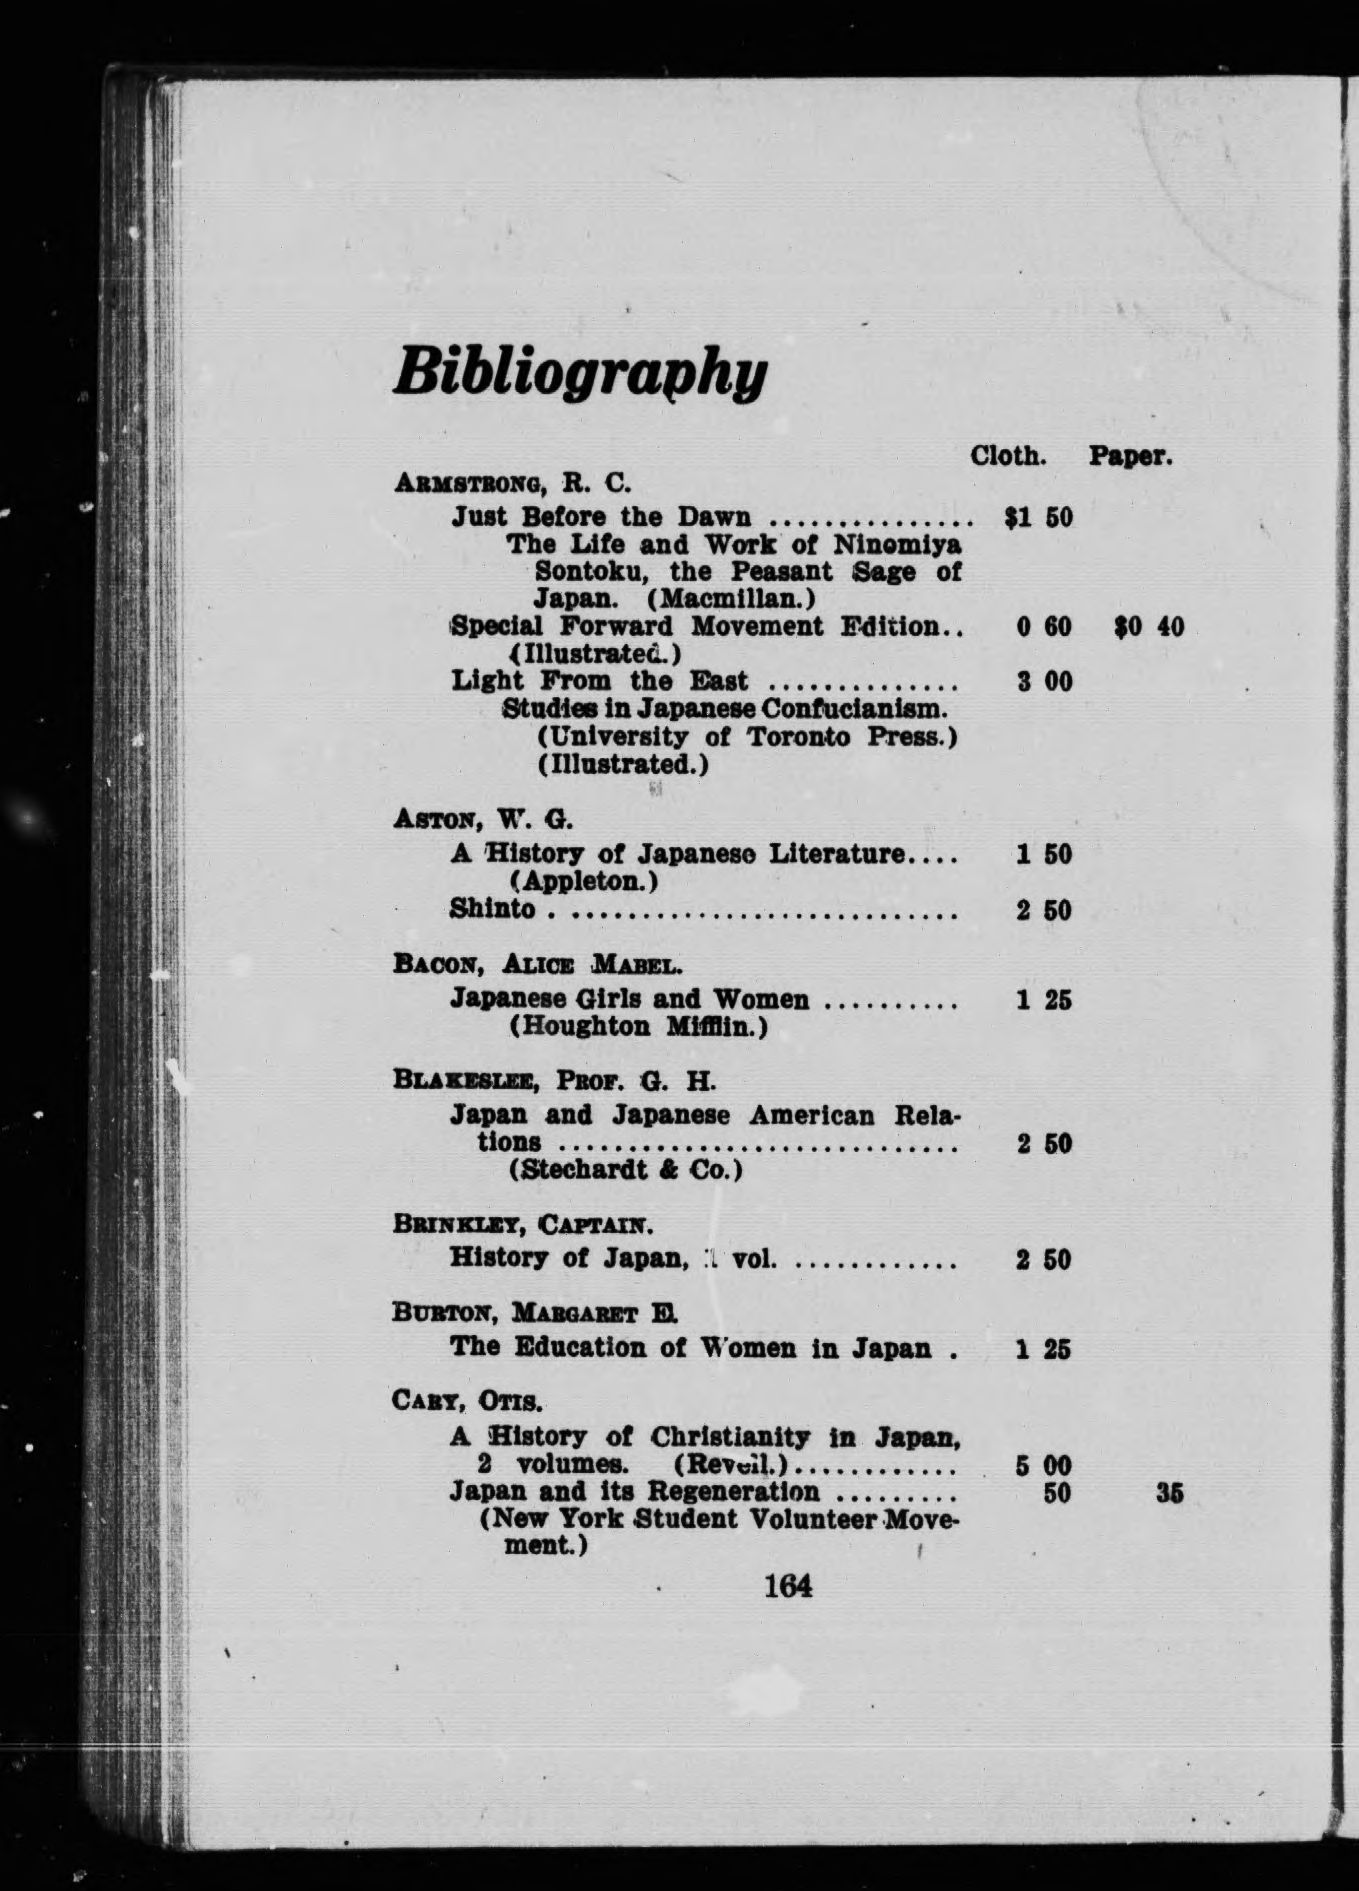 Bibliography
Cloth. Paper.
ARMSTRONG, R. C.
Just Before the Dawn ............... $1 50
The Life and Work of Ninomiya
Sontoku, the Peasant Sage of
Japan. (Macmillan.)
Special Forward Movement Edition.. 0 60 $0 40
(Illustrated.)
Light From the East .............. 3 00
Studies in Japanese Confucianism.
(University of Toronto Press.)
(Illustrated.)
ASTON, W. G.
A History of Japanese Literature.... 1 50
(Appleton.)
Shinto . ............................ 2 50
BACON, ALICE MABEL.
Japanese Girls and Women .......... 1 25
(Houghton Mifflin.)
BLAKESLEE, PROF. G. H.
Japan and Japanese American Rela-
tions ............................. 2 50
(Stechardt & Co.)
BRINKLEY, CAPTAIN.
History of Japan, 1 vol. ............ 2 50
BURTON, MARGARET E.
The Education of Women in Japan . 1 25
CARY, OTIS.
A History of Christianity in Japan,
2 volumes. (Reveil.)............ 5 00
Japan and its Regeneration ......... 50 35
(New York Student Volunteer Move-
ment.)
164